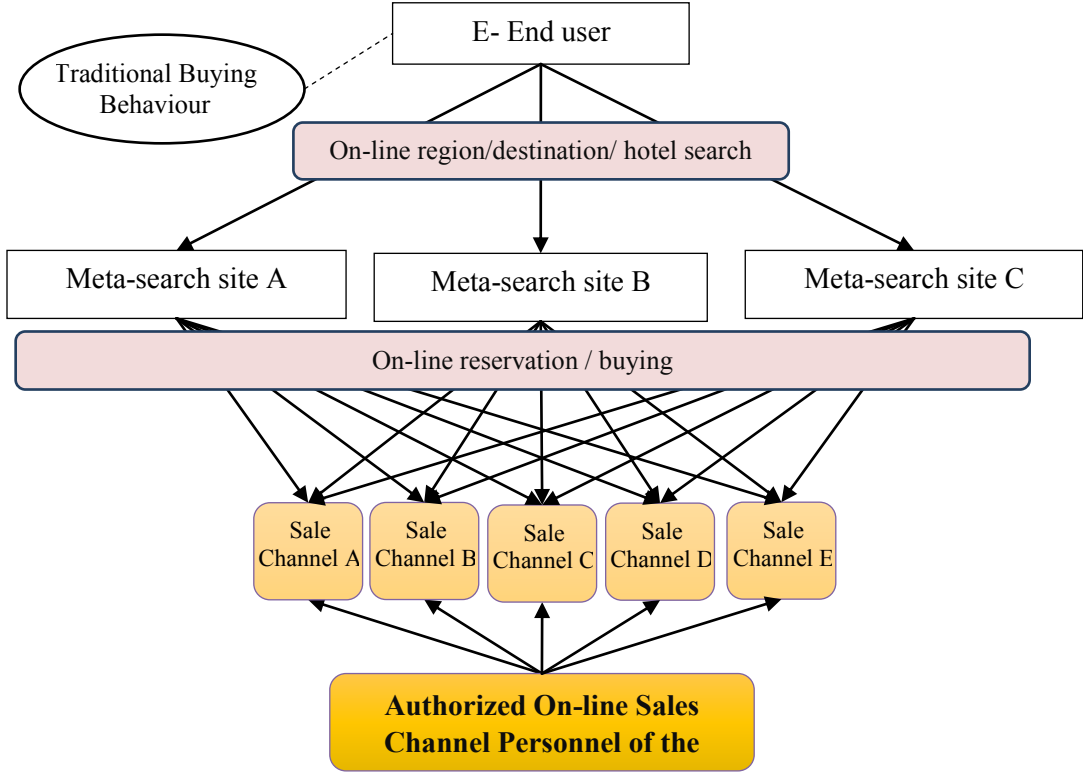 E- End user
Traditional Buying
Behaviour
On-line region/destination/ hotel search
Meta-search site A
Meta-search site B
Meta-search site C
On-line reservation / buying
Sale
Channel A
Sale
Channel B
Sale
Channel C
Sale
Channel D
Sale
Channel E
Authorized On-line Sales
Channel Personnel of the